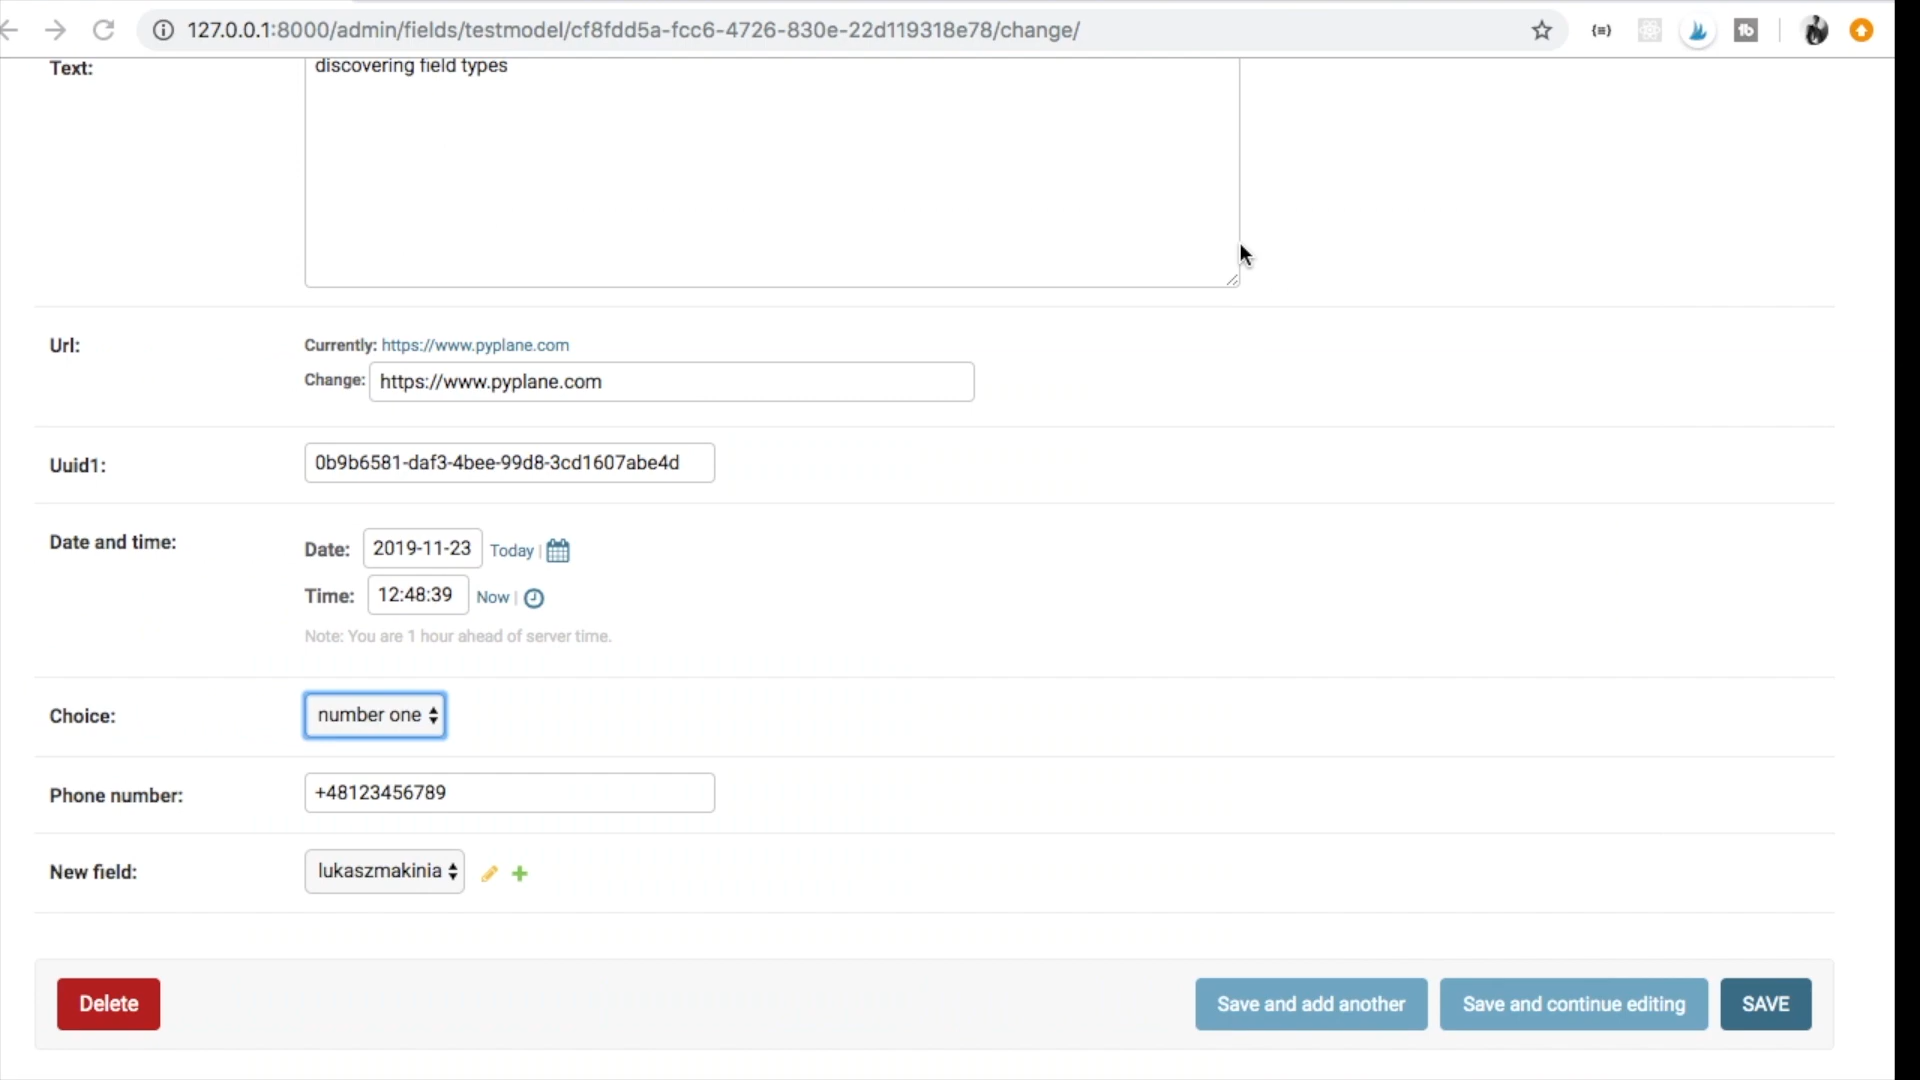 127.0.0.1:8000/admin/fields/testmodel/cf8fdd5a-fcc6-4726-830e-22d119318e78/change/
Text: discovering field types
Url: Currently: https://www.pyplane.com
Change: https://www.pyplane.com
Uuid1: 0b9b6581-daf3-4bee-99d8-3cd1607abe4d
Date and time: Date: 2019-11-23 Today |
Time: 12:48:39 Now |
Note: You are 1 hour ahead of server time.
Choice: number one
Phone number: +48123456789
New field: lukaszmakinia
Delete Save and add another Save and continue editing SAVE